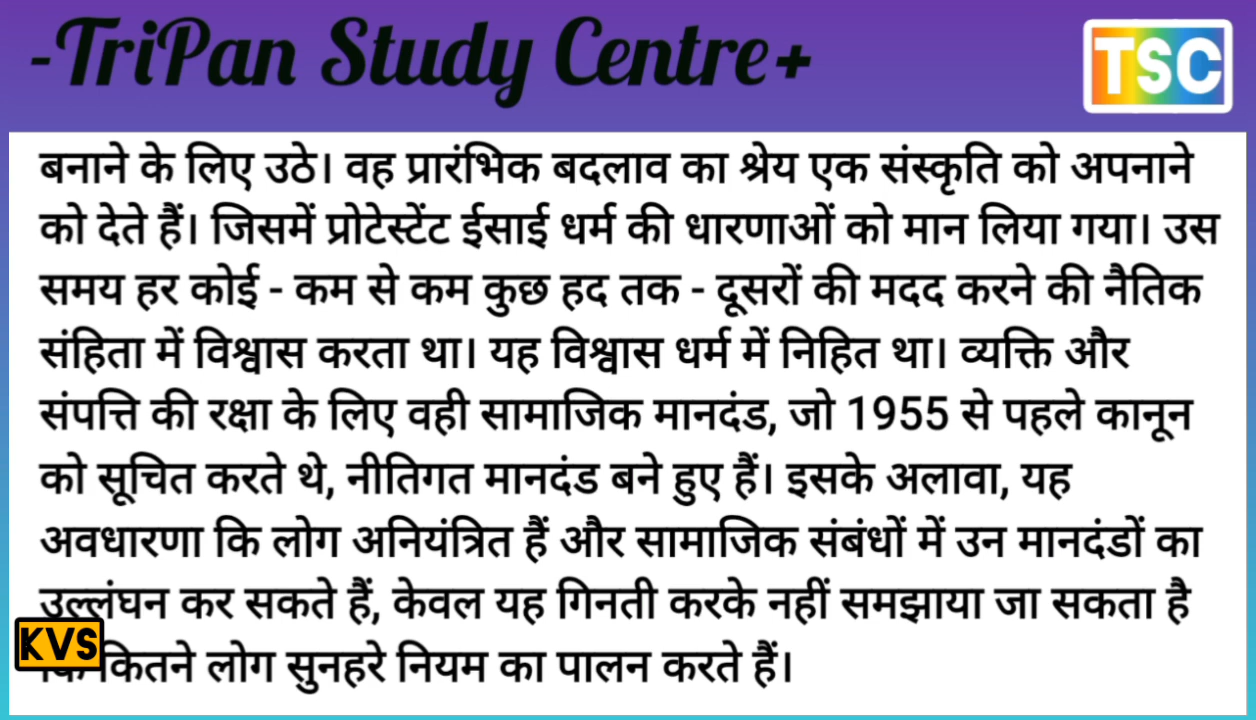 -TriPan Study Centre+
TSC
बनाने के लिए उठे। वह प्रारंभिक बदलाव का श्रेय एक संस्कृति को अपनाने
को देते हैं। जिसमें प्रोटेस्टेंट ईसाई धर्म की धारणाओं को मान लिया गया। उस
समय हर कोई - कम से कम कुछ हद तक - दूसरों की मदद करने की नैतिक
संहिता में विश्वास करता था। यह विश्वास धर्म में निहित था। व्यक्ति और
संपत्ति की रक्षा के लिए वही सामाजिक मानदंड, जो 1955 से पहले कानून
को सूचित करते थे, नीतिगत मानदंड बने हुए हैं। इसके अलावा, यह
अवधारणा कि लोग अनियंत्रित हैं और सामाजिक संबंधों में उन मानदंडों का
उल्लंघन कर सकते हैं, केवल यह गिनती करके नहीं समझाया जा सकता है
KVS
कि कितने लोग सुनहरे नियम का पालन करते हैं।